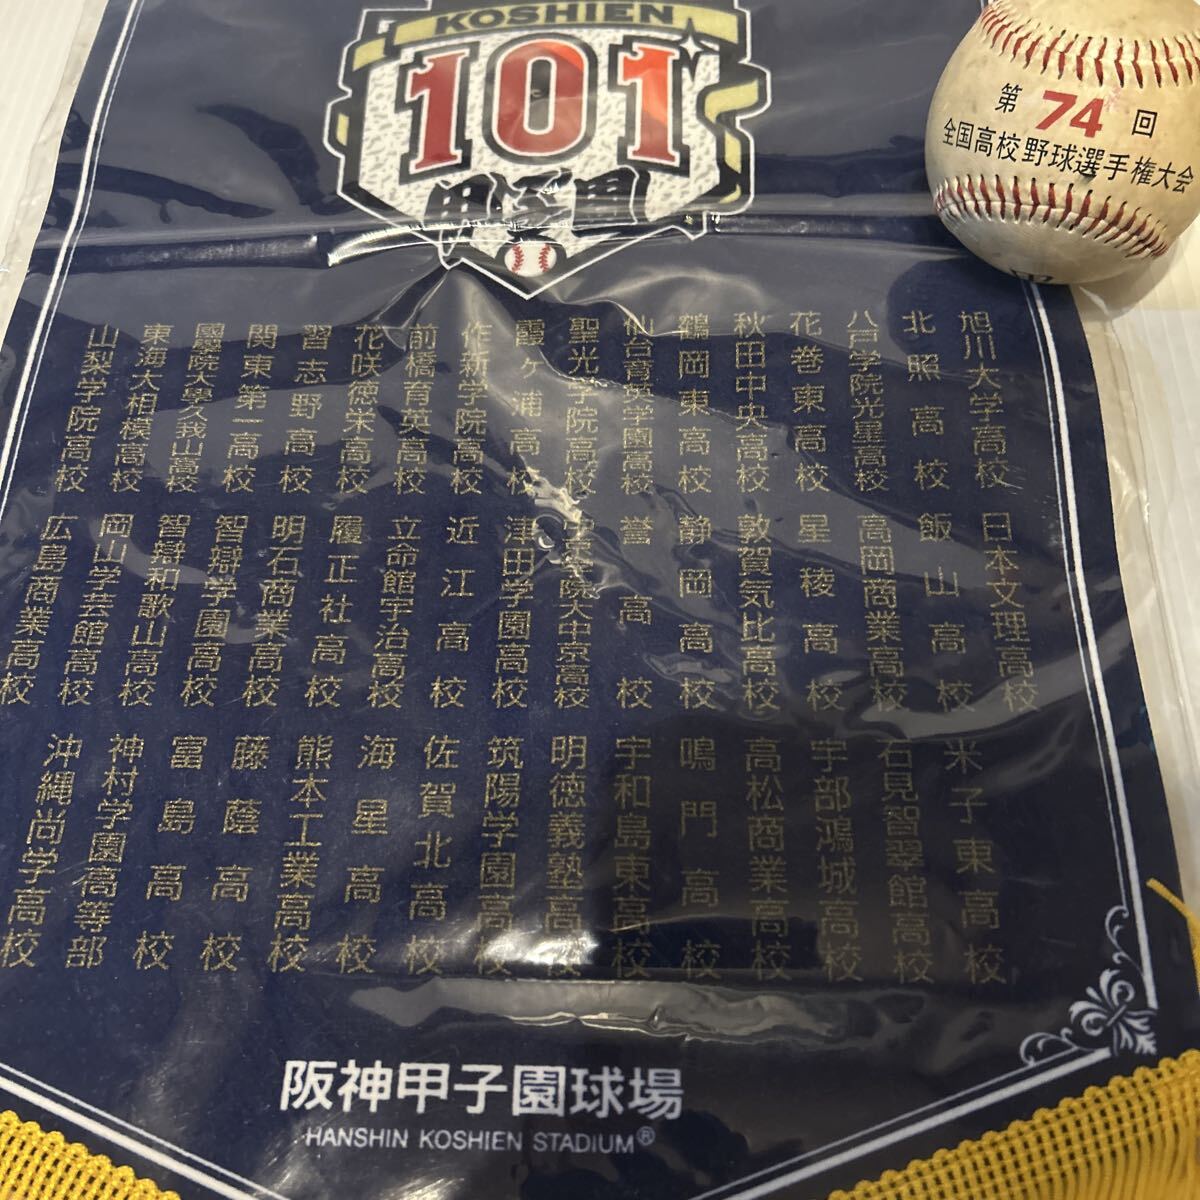 KOSHIEN
101
甲子園
第74回
全国高校野球選手権大会
旭川大学高校
北照高校
八戸学院光星高校
花巻東高校
秋田中央高校
鶴岡東高校
仙台育英学園高校
聖光学院高校
霞ヶ浦高校
作新学院高校
前橋育英高校
花咲徳栄高校
習志野高校
関東第一高校
國學院大學久我山高校
東海大相模高校
山梨学院高校
日本文理高校
飯山高校
高岡商業高校
星稜高校
敦賀気比高校
静岡高校
誉高校
学院大中京高校
津田学園高校
近江高校
立命館宇治高校
履正社高校
明石商業高校
智辯学園高校
智辯和歌山高校
岡山学芸館高校
広島商業高校
米子東高校
石見智翠館高校
宇部鴻城高校
高松商業高校
鳴門高校
宇和島東高校
明徳義塾高校
筑陽学園高校
佐賀北高校
海星高校
熊本工業高校
藤蔭高校
富島高校
神村学園高等部
沖縄尚学高校
阪神甲子園球場
HANSHIN KOSHIEN STADIUM®